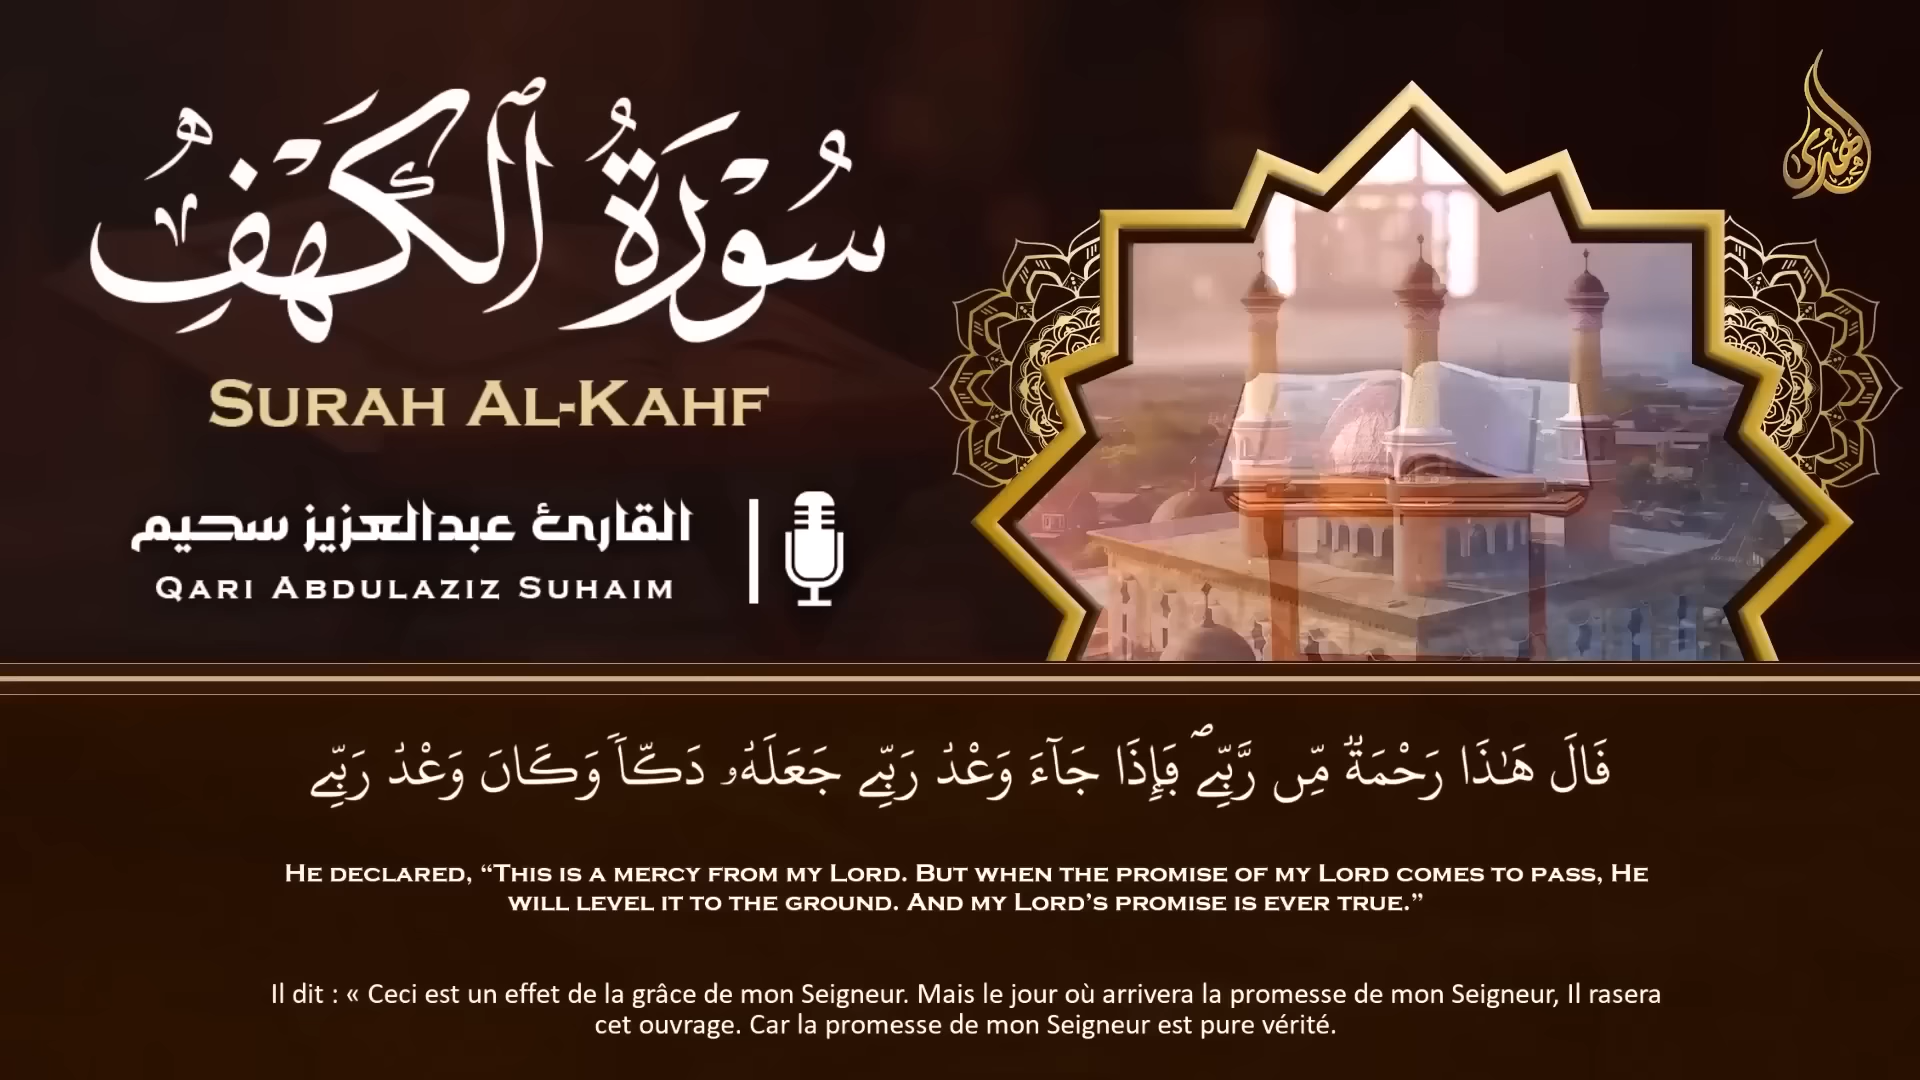 سُورَةُ ٱلْكَهْفِ
SURAH AL-KAHF
القارئ عبدالعزيز سحيم
QARI ABDULAZIZ SUHAIM
الهدى
قَالَ هَٰذَا رَحْمَةٌ مِّن رَّبِّي ۖ فَإِذَا جَآءَ وَعْدُ رَبِّي جَعَلَهُۥ دَكَّآءَ ۖ وَكَانَ وَعْدُ رَبِّي
HE DECLARED, “THIS IS A MERCY FROM MY LORD. BUT WHEN THE PROMISE OF MY LORD COMES TO PASS, HE
WILL LEVEL IT TO THE GROUND. AND MY LORD’S PROMISE IS EVER TRUE.”
Il dit : « Ceci est un effet de la grâce de mon Seigneur. Mais le jour où arrivera la promesse de mon Seigneur, Il rasera
cet ouvrage. Car la promesse de mon Seigneur est pure vérité.